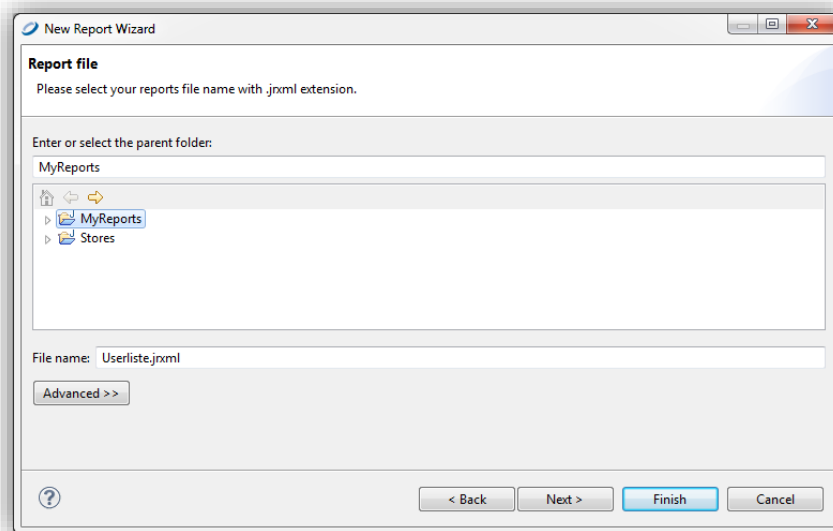 New Report Wizard
Report file
Please select your reports file name with .jrxml extension.
Enter or select the parent folder:
MyReports
MyReports
Stores
File name: Userliste.jrxml
Advanced >>
< Back Next > Finish Cancel